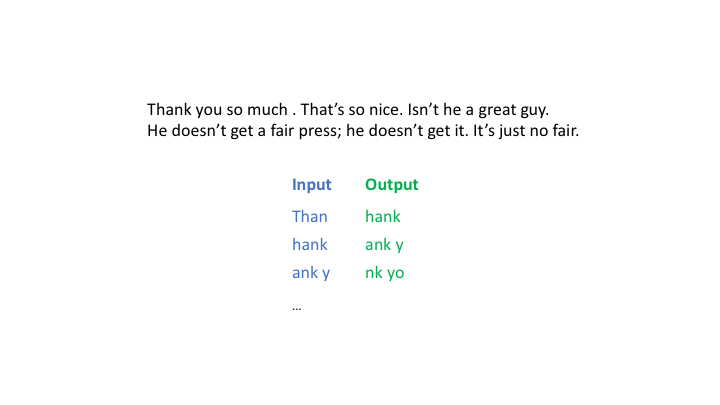 Thank you so much . That’s so nice. Isn’t he a great guy.
He doesn’t get a fair press; he doesn’t get it. It’s just no fair.
Input Output
Than hank
hank ank y
ank y nk yo
...